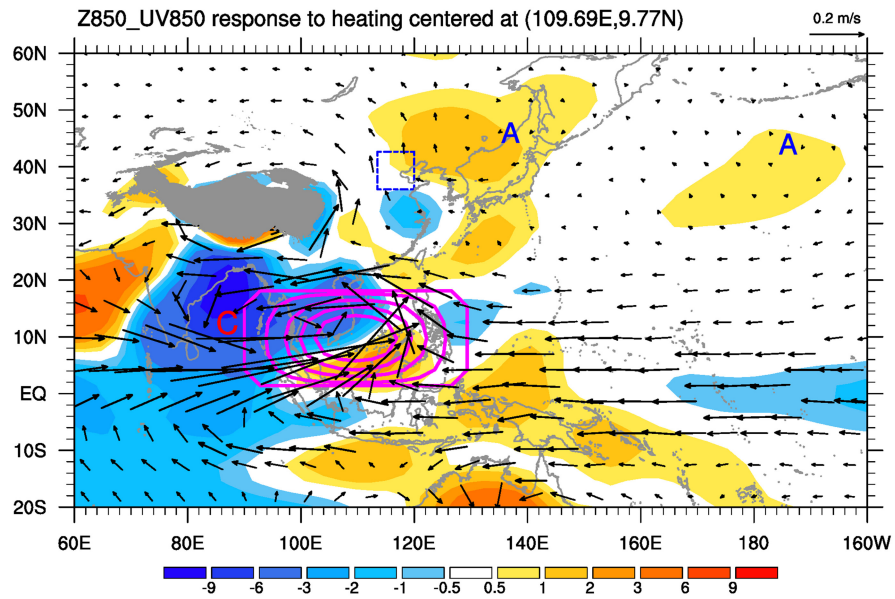 Z850_UV850 response to heating centered at (109.69E,9.77N)
0.2 m/s
60N
50N
40N
30N
20N
10N
EQ
10S
20S
A
A
C
60E 80E 100E 120E 140E 160E 180 160W
-9 -6 -3 -2 -1 -0.5 0.5 1 2 3 6 9